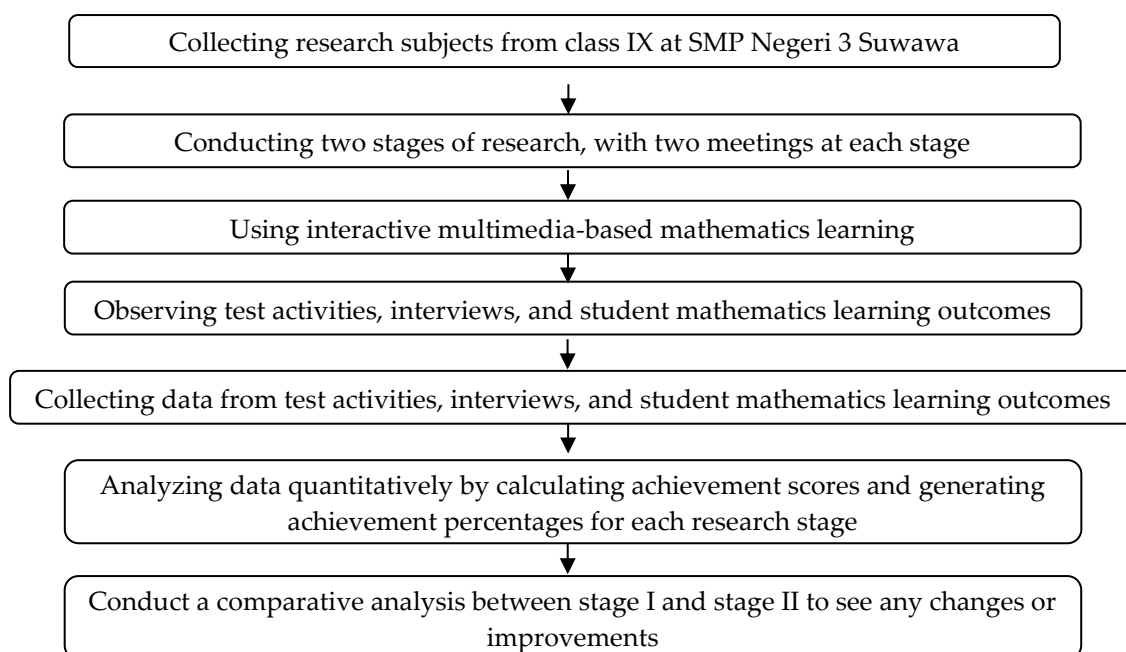 Collecting research subjects from class IX at SMP Negeri 3 Suwawa
Conducting two stages of research, with two meetings at each stage
Using interactive multimedia-based mathematics learning
Observing test activities, interviews, and student mathematics learning outcomes
Collecting data from test activities, interviews, and student mathematics learning outcomes
Analyzing data quantitatively by calculating achievement scores and generating
achievement percentages for each research stage
Conduct a comparative analysis between stage I and stage II to see any changes or
improvements